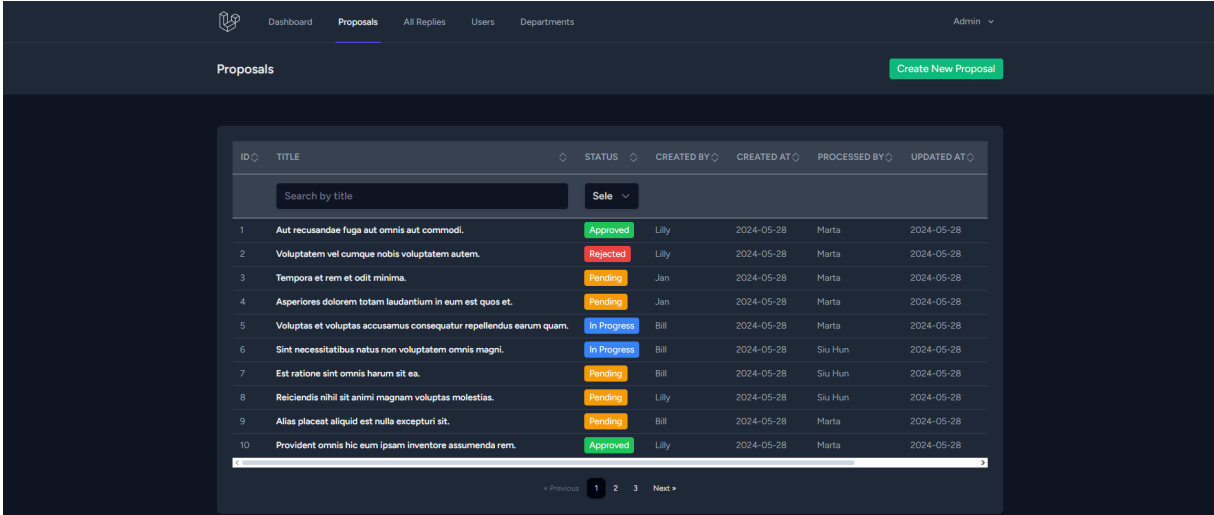 Dashboard Proposals All Replies Users Departments Admin
Proposals Create New Proposal
ID TITLE STATUS CREATED BY CREATED AT PROCESSED BY UPDATED AT
Search by title Sele
1 Aut recusandae fuga aut omnis aut commodi. Approved Lilly 2024-05-28 Marta 2024-05-28
2 Voluptatem vel cumque nobis voluptatem autem. Rejected Lilly 2024-05-28 Marta 2024-05-28
3 Tempora et rem et odit minima. Pending Jan 2024-05-28 Marta 2024-05-28
4 Asperiores dolorem totam laudantium in eum est quos et. Pending Jan 2024-05-28 Marta 2024-05-28
5 Voluptas et voluptas accusamus consequatur repellendus earum quam. In Progress Bill 2024-05-28 Marta 2024-05-28
6 Sint necessitatibus natus non voluptatem omnis magni. In Progress Bill 2024-05-28 Siu Hun 2024-05-28
7 Est ratione sint omnis harum sit ea. Pending Bill 2024-05-28 Siu Hun 2024-05-28
8 Reiciendis nihil sit animi magnam voluptas molestias. Pending Lilly 2024-05-28 Siu Hun 2024-05-28
9 Alias placeat aliquid est nulla excepturi sit. Pending Bill 2024-05-28 Marta 2024-05-28
10 Provident omnis hic eum ipsam inventore assumenda rem. Approved Lilly 2024-05-28 Marta 2024-05-28
« Previous 1 2 3 Next »